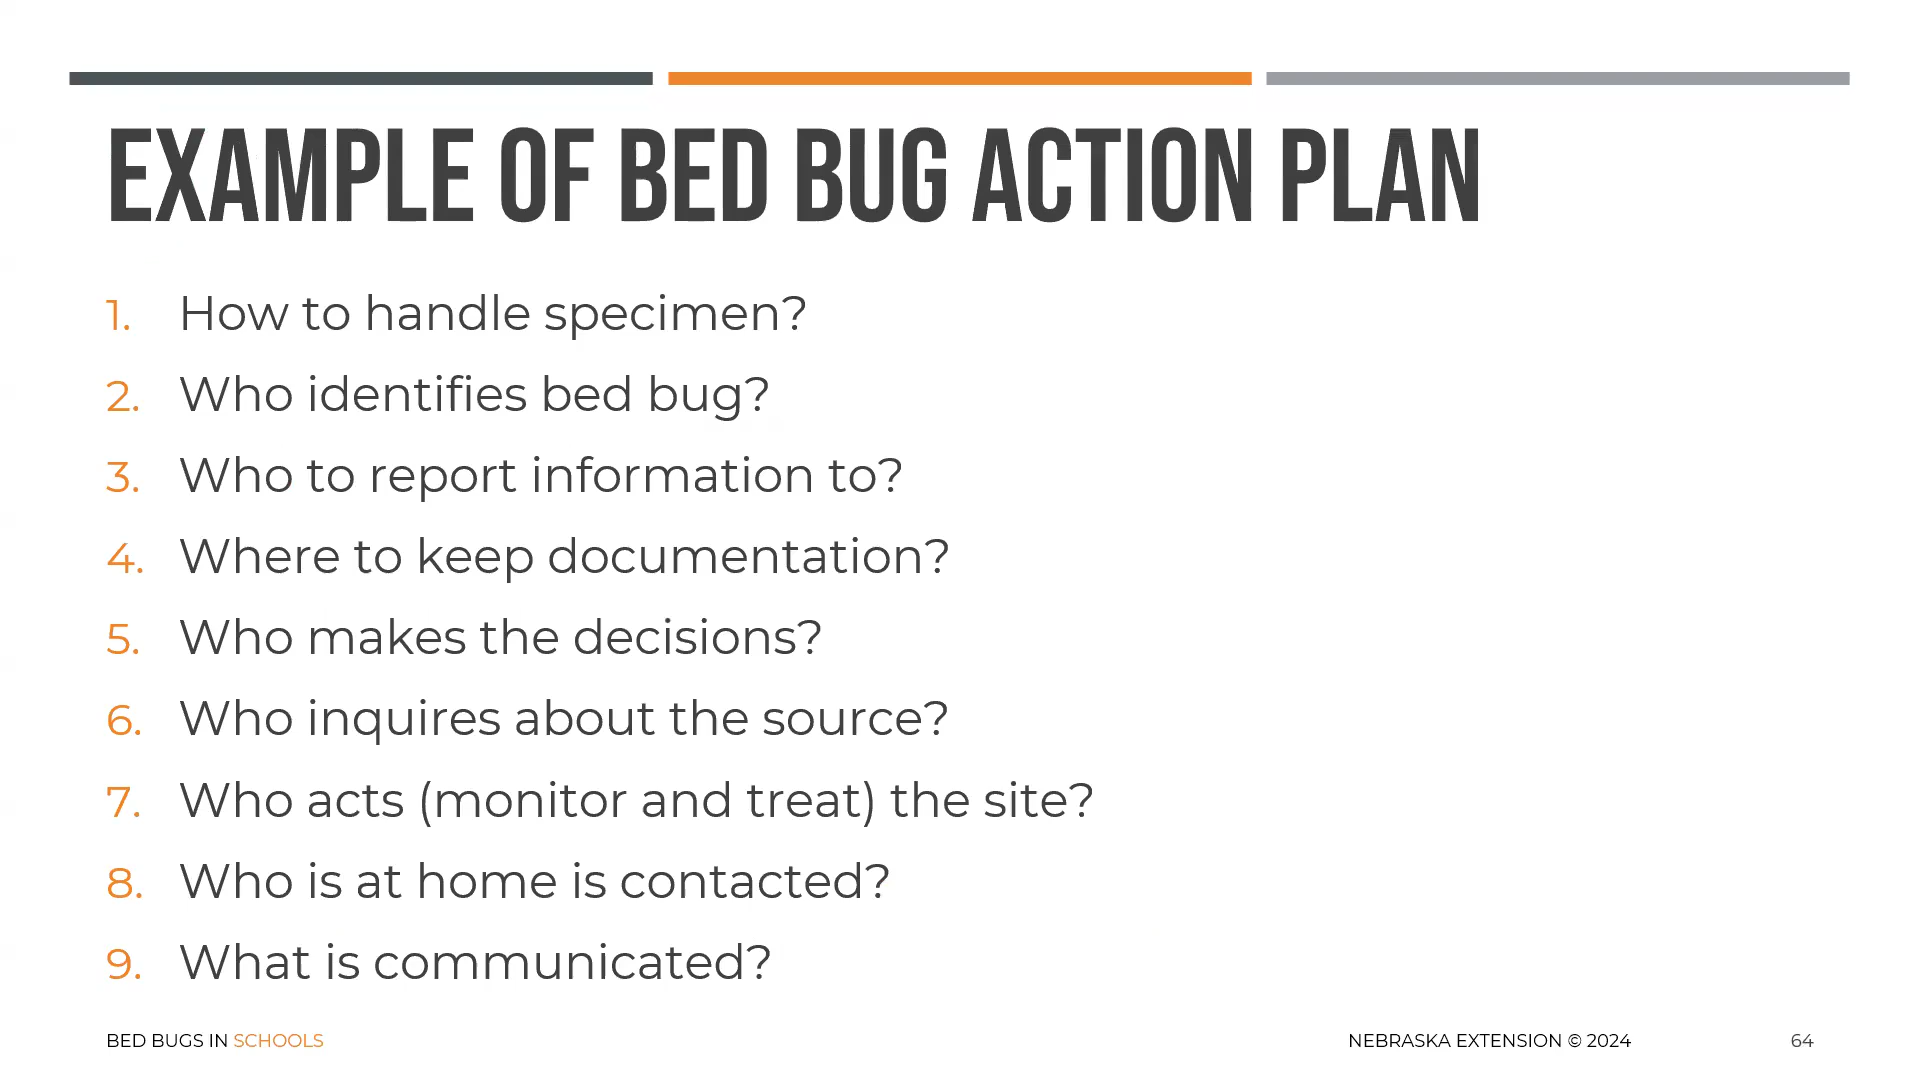 EXAMPLE OF BED BUG ACTION PLAN
1. How to handle specimen?
2. Who identifies bed bug?
3. Who to report information to?
4. Where to keep documentation?
5. Who makes the decisions?
6. Who inquires about the source?
7. Who acts (monitor and treat) the site?
8. Who is at home is contacted?
9. What is communicated?
BED BUGS IN SCHOOLS NEBRASKA EXTENSION © 2024 64